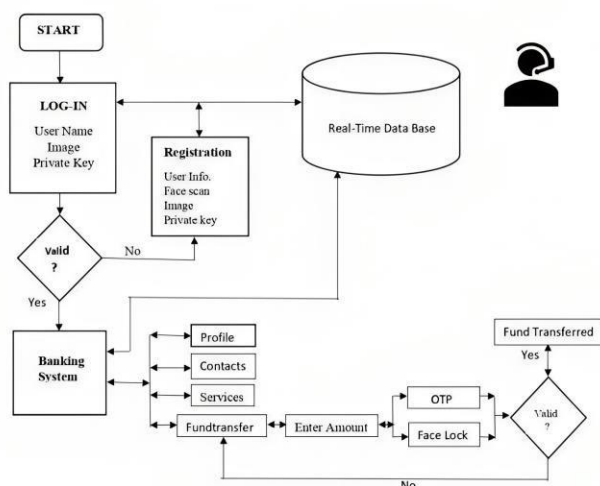 START
LOG-IN
User Name
Image
Private Key
Real-Time Data Base
Registration
User Info.
Face scan
Image
Private key
Valid
?
No
Yes
Banking
System
Profile
Contacts
Services
Fundtransfer
Enter Amount
OTP
Face Lock
Fund Transferred
Yes
Valid
?
No